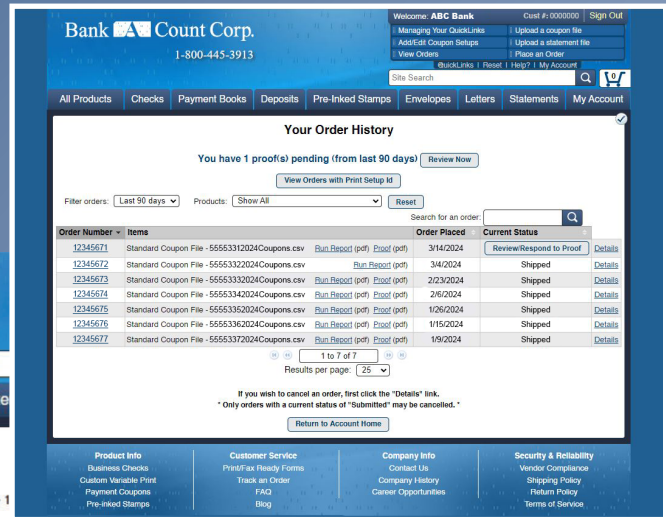 Welcome: ABC Bank Cust #: 0000000 Sign Out
Bank A Count Corp.
1-800-445-3913
Managing Your QuickLinks Upload a coupon file
Add/Edit Coupon Setups Upload a statement file
View Orders Place an Order
QuickLinks | Reset | Help? | My Account
Site Search 0
All Products Checks Payment Books Deposits Pre-Inked Stamps Envelopes Letters Statements My Account
Your Order History
You have 1 proof(s) pending (from last 90 days) Review Now
View Orders with Print Setup Id
Filter orders: Last 90 days Products: Show All Reset
Search for an order:
Order Number Items Order Placed Current Status
12345671 Standard Coupon File - 55553312024Coupons.csv Run Report (pdf) Proof (pdf) 3/14/2024 Review/Respond to Proof Details
12345672 Standard Coupon File - 55553322024Coupons.csv Run Report (pdf) 3/4/2024 Shipped Details
12345673 Standard Coupon File - 55553332024Coupons.csv Run Report (pdf) Proof (pdf) 2/23/2024 Shipped Details
12345674 Standard Coupon File - 55553342024Coupons.csv Run Report (pdf) Proof (pdf) 2/6/2024 Shipped Details
12345675 Standard Coupon File - 55553352024Coupons.csv Run Report (pdf) Proof (pdf) 1/26/2024 Shipped Details
12345676 Standard Coupon File - 55553362024Coupons.csv Run Report (pdf) Proof (pdf) 1/15/2024 Shipped Details
12345677 Standard Coupon File - 55553372024Coupons.csv Run Report (pdf) Proof (pdf) 1/9/2024 Shipped Details
1 to 7 of 7
Results per page: 25
If you wish to cancel an order, first click the "Details" link.
* Only orders with a current status of "Submitted" may be cancelled. *
Return to Account Home
Product Info Customer Service Company Info Security & Reliability
Business Checks Print/Fax Ready Forms Contact Us Vendor Compliance
Custom Variable Print Track an Order Company History Shipping Policy
Payment Coupons FAQ Career Opportunities Return Policy
Pre-inked Stamps Blog Terms of Service
e
1